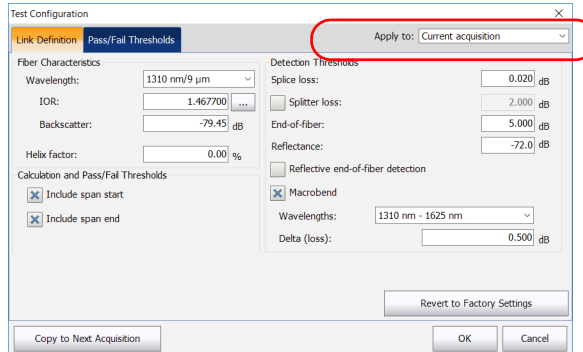 Test Configuration
Link Definition Pass/Fail Thresholds Apply to: Current acquisition
Fiber Characteristics
Wavelength: 1310 nm/9 µm
IOR: 1.467700 ...
Backscatter: -79.45 dB
Helix factor: 0.00 %
Calculation and Pass/Fail Thresholds
Include span start
Include span end
Detection Thresholds
Splice loss: 0.020 dB
Splitter loss: 2.000 dB
End-of-fiber: 5.000 dB
Reflectance: -72.0 dB
Reflective end-of-fiber detection
Macrobend
Wavelengths: 1310 nm - 1625 nm
Delta (loss): 0.500 dB
Revert to Factory Settings
Copy to Next Acquisition OK Cancel